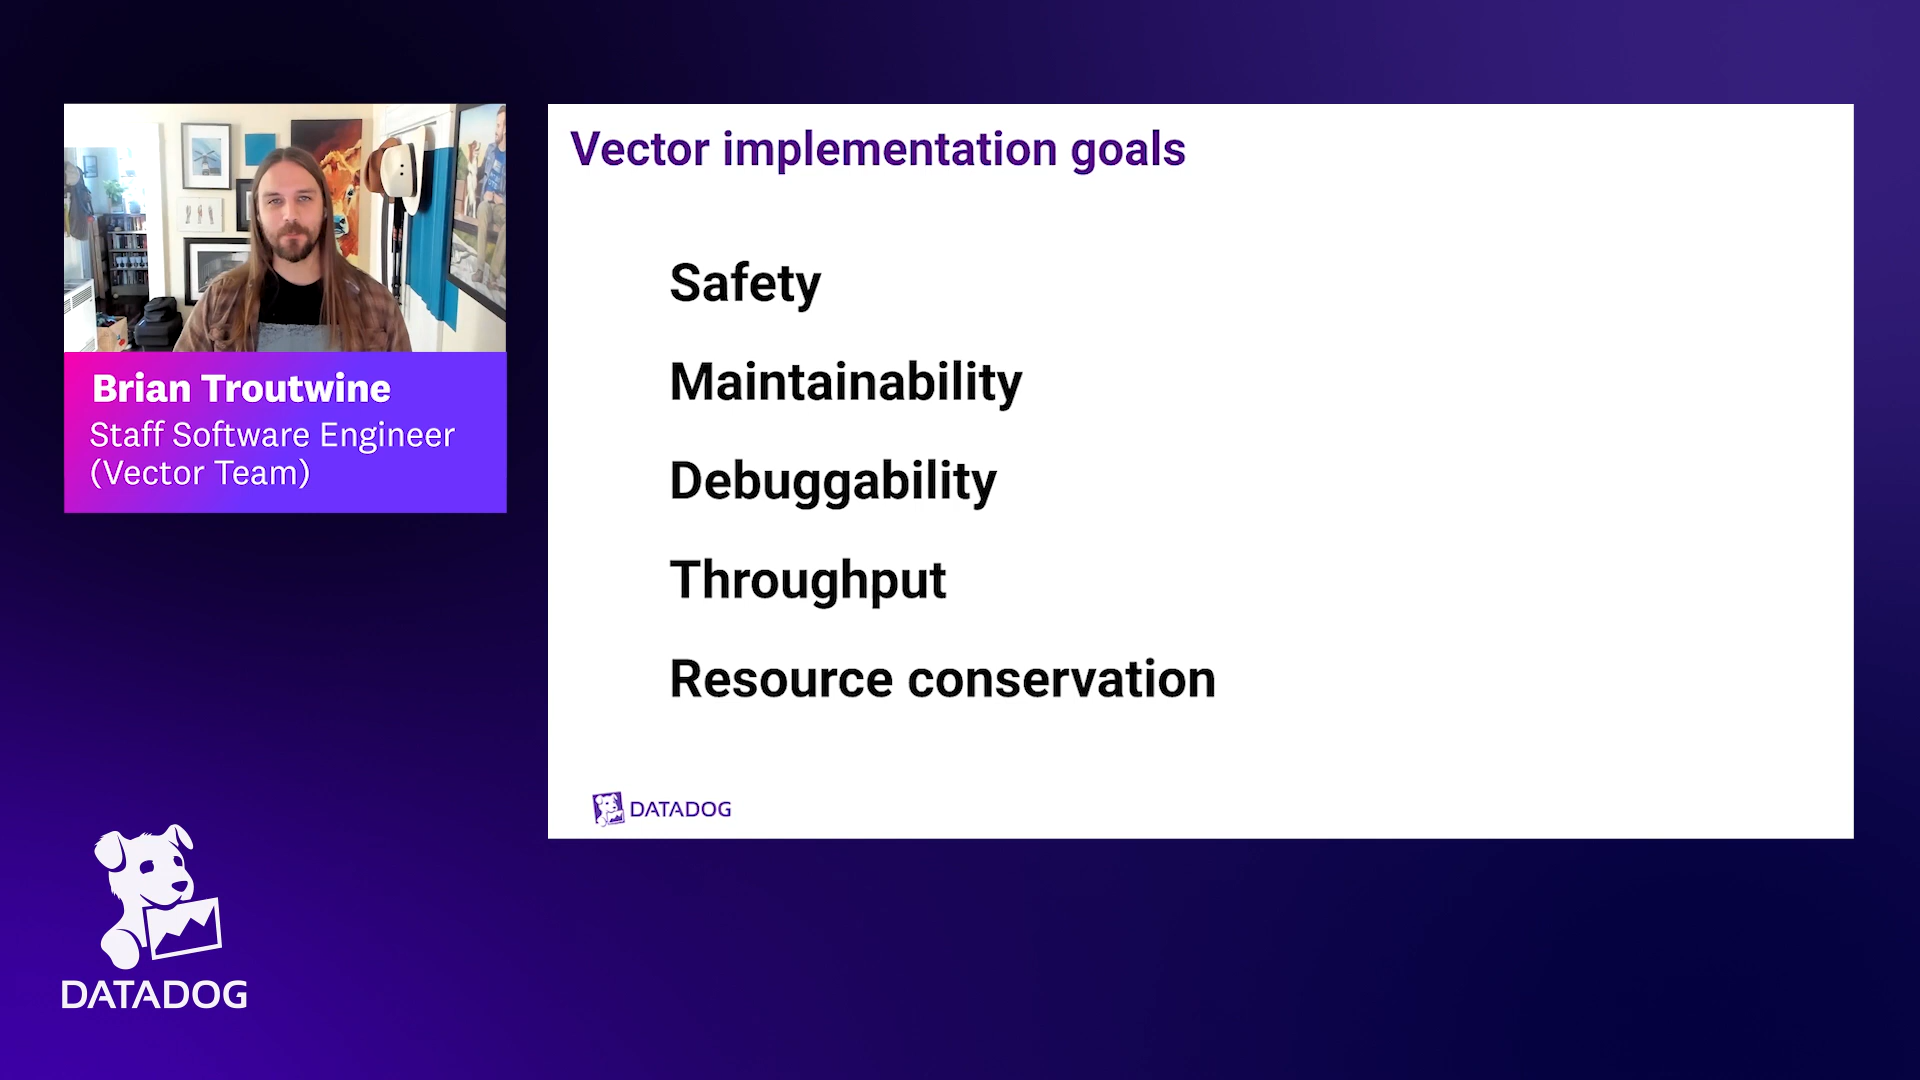 Brian Troutwine
Staff Software Engineer
(Vector Team)
DATADOG
Vector implementation goals
Safety
Maintainability
Debuggability
Throughput
Resource conservation
DATADOG